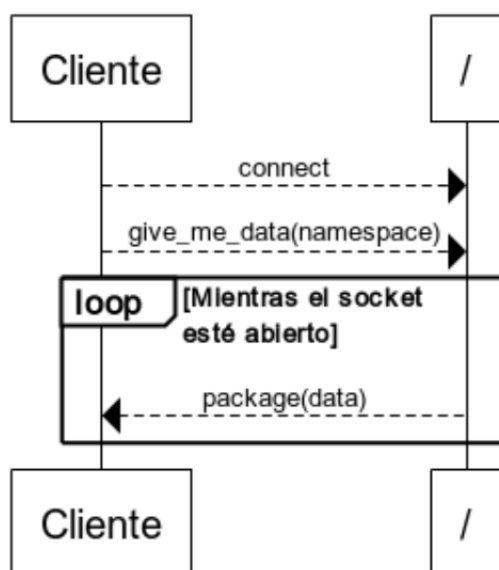 Cliente /
connect
give_me_data(namespace)
loop [Mientras el socket
esté abierto]
package(data)
Cliente /